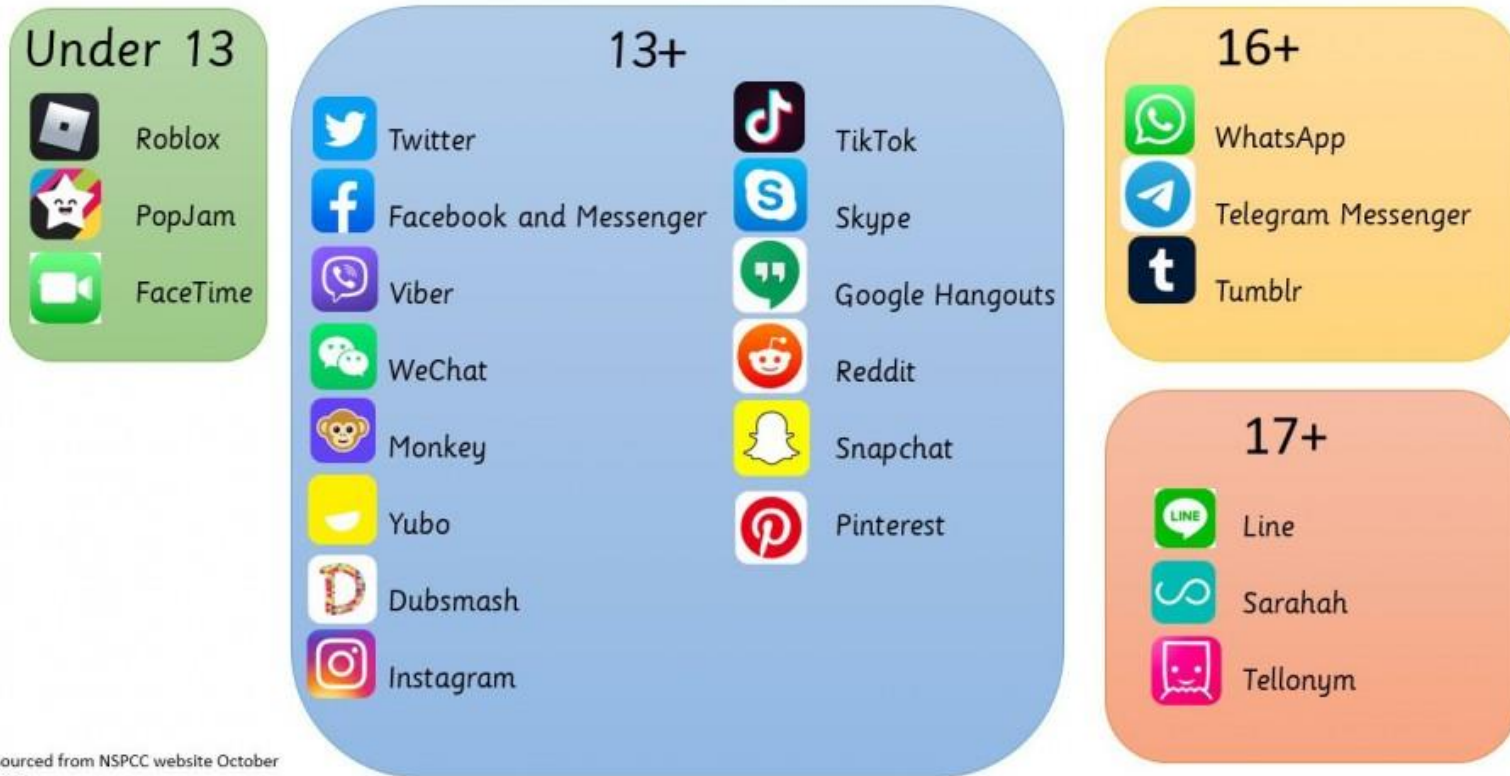 Under 13
Roblox
PopJam
FaceTime
13+
Twitter
Facebook and Messenger
Viber
WeChat
Monkey
Yubo
Dubsmash
Instagram
TikTok
Skype
Google Hangouts
Reddit
Snapchat
Pinterest
16+
WhatsApp
Telegram Messenger
Tumblr
17+
LINE
Line
Sarahah
Tellonym
ourced from NSPCC website October